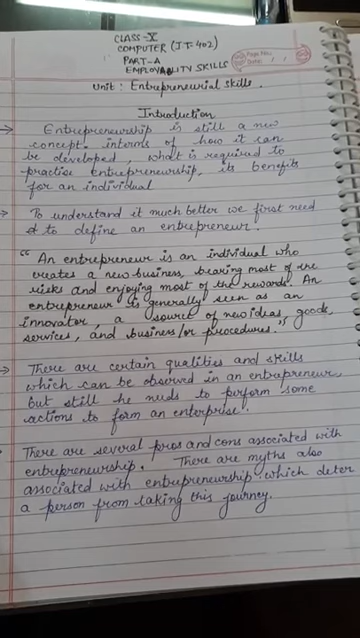 CLASS-X
COMPUTER (I.T-402)
PART-A
EMPLOYABILITY SKILLS
Page No.:
Date: / /
Unit : Entrepreneurial skills.
Introduction
→ Entrepreneurship is still a new
concept interms of how it can
be developed, what is required to
practise entrepreneurship, its benefits
for an individual
→ To understand it much better we first need
to define an entrepreneur.
"An entrepreneur is an individual who
creates a new business, bearing most of the
risks and enjoying most of the rewards. An
entrepreneur is generally seen as an
innovator, a source of new ideas, goods,
services, and business/or procedures."
→ There are certain qualities and skills
which can be observed in an entrapreneur,
but still he needs to perform some
actions to form an enterprise.
There are several pros and cons associated with
entrepreneurship. There are myths also
associated with entrepreneurship which deter
a person from taking this journey.